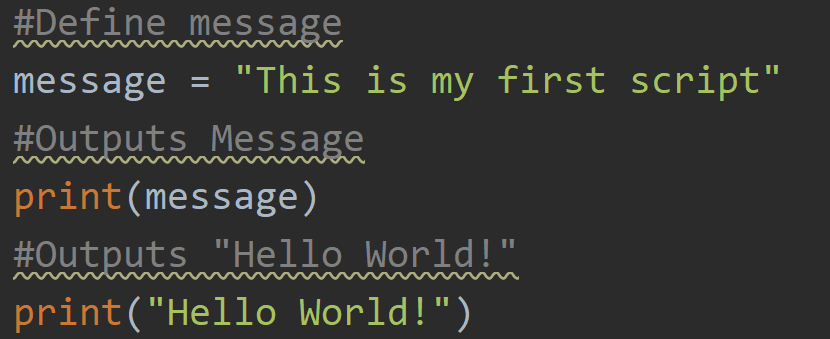 #Define message
message = "This is my first script"
#Outputs Message
print(message)
#Outputs "Hello World!"
print("Hello World!")